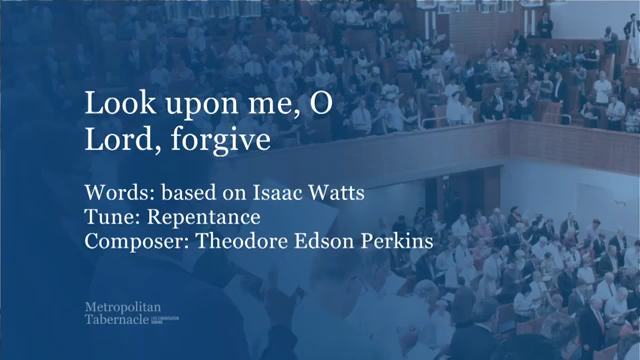 Look upon me, O
Lord, forgive
Words: based on Isaac Watts
Tune: Repentance
Composer: Theodore Edson Perkins
Metropolitan
Tabernacle